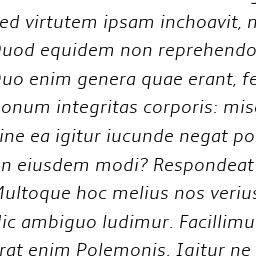 ed virtutem ipsam inchoavit, n
Quod equidem non reprehendo
Quo enim genera quae erant, fe
onum integritas corporis: mise
ine ea igitur iucunde negat po
n eiusdem modi? Respondeat
Multoque hoc melius nos verius
Hic ambiguo ludimur. Facillimu
rat enim Polemonis. Igitur ne